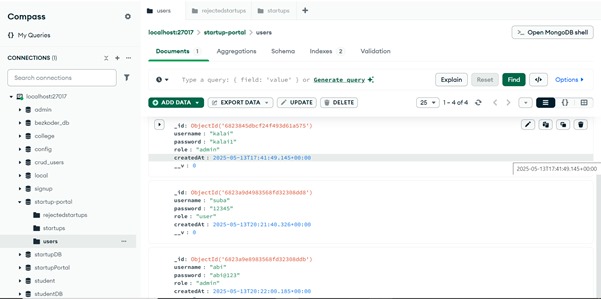 Compass
My Queries
CONNECTIONS (1)
Search connections
localhost:27017
admin
bezkoder_db
college
config
crud_users
local
signup
startup-portal
rejectedstartups
startups
users
startupDB
startupPortal
student
studentDB
users
rejectedstartups
startups
localhost:27017 > startup-portal > users
Open MongoDB shell
Documents 1
Aggregations
Schema
Indexes 2
Validation
Type a query: { field: 'value' } or Generate query
Explain
Reset
Find
Options
ADD DATA
EXPORT DATA
UPDATE
DELETE
25
1 – 4 of 4
_id: ObjectId('6823845dbcf24f493d61a575')
username : "kalai"
password : "kalai1"
role : "admin"
createdAt : 2025-05-13T17:41:49.145+00:00
__v : 0
2025-05-13T17:41:49.145+00:00
_id: ObjectId('6823a9d4983568fd32308dd8')
username : "suba"
password : "12345"
role : "user"
createdAt : 2025-05-13T20:21:40.326+00:00
__v : 0
_id: ObjectId('6823a9e8983568fd32308ddb')
username : "abi"
password : "abi@123"
role : "admin"
createdAt : 2025-05-13T20:22:00.105+00:00